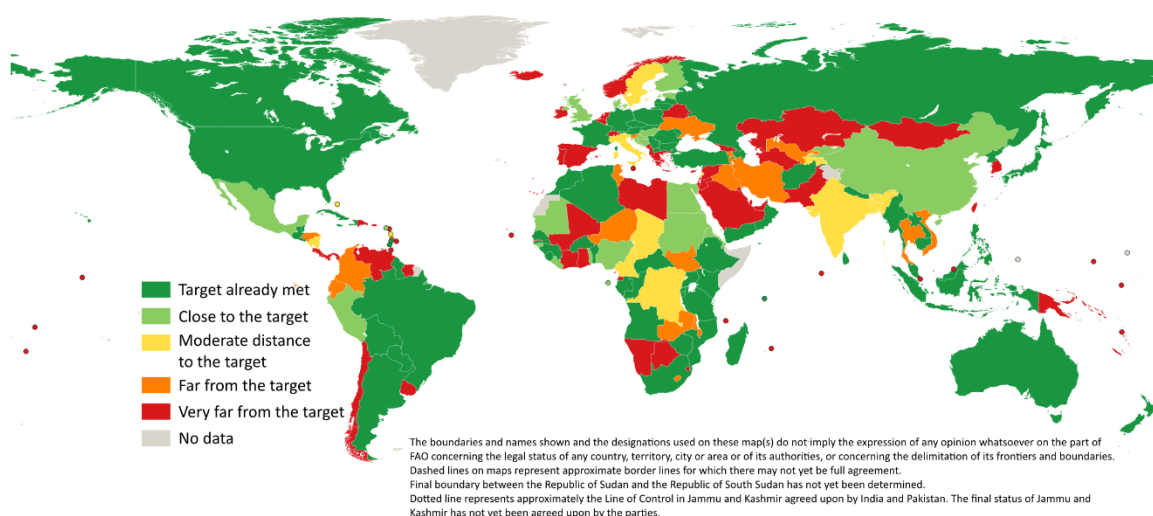 Target already met
Close to the target
Moderate distance
to the target
Far from the target
Very far from the target
No data
The boundaries and names shown and the designations used on these map(s) do not imply the expression of any opinion whatsoever on the part of
FAO concerning the legal status of any country, territory, city or area or of its authorities, or concerning the delimitation of its frontiers and boundaries.
Dashed lines on maps represent approximate border lines for which there may not yet be full agreement.
Final boundary between the Republic of Sudan and the Republic of South Sudan has not yet been determined.
Dotted line represents approximately the Line of Control in Jammu and Kashmir agreed upon by India and Pakistan. The final status of Jammu and
Kashmir has not yet been agreed upon by the parties.